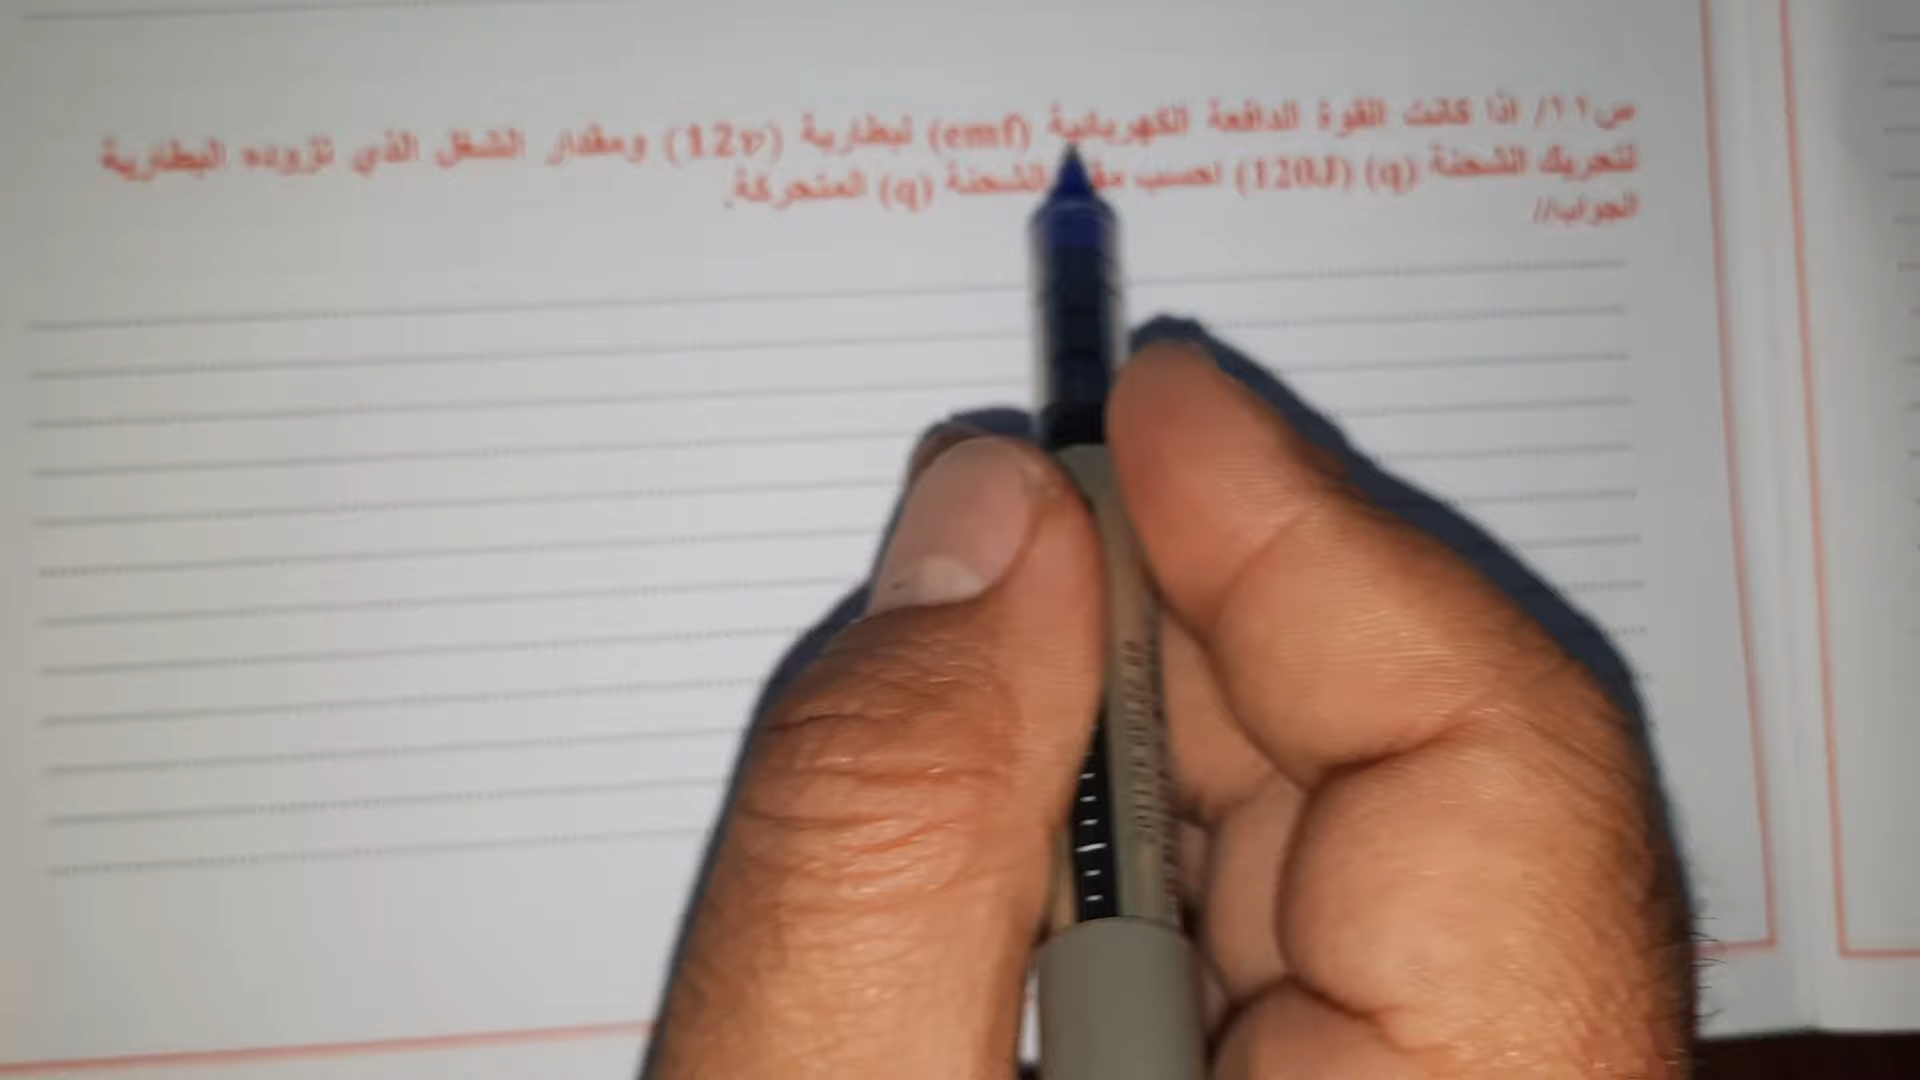 س٢٢/ اذا كانت القوة الدافعة الكهربائية (emf) لبطارية (12v) ومقدار الشغل الذي تزوده البطارية
لتحريك الشحنة (q) (120J) احسب الشحنة (q) المتحركة.
الجواب//